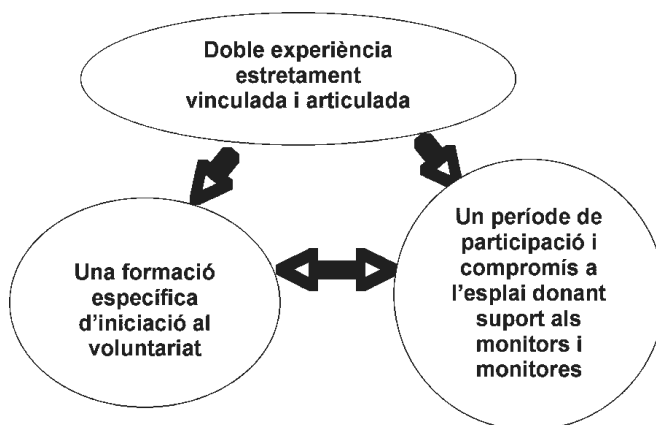 Doble experiència
estretament
vinculada i articulada
Una formació
específica
d'iniciació al
voluntariat
Un període de
participació i
compromís a
l'esplai donant
suport als
monitors i
monitores